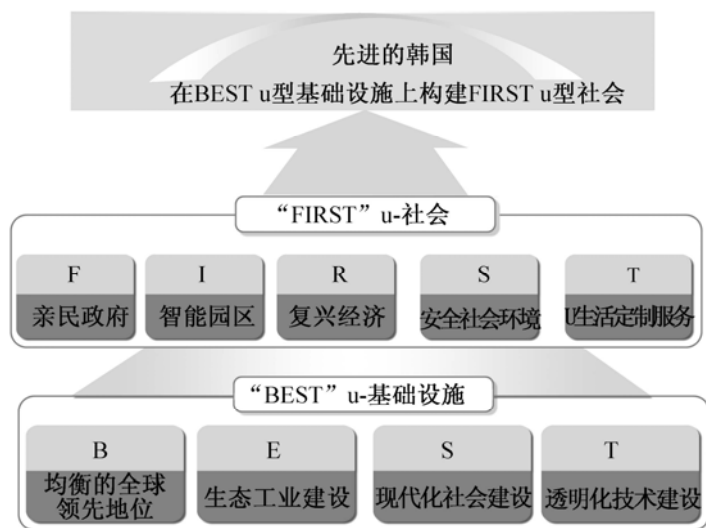 先进的韩国
在BEST u型基础设施上构建FIRST u型社会
“FIRST”u-社会
F I R S T
亲民政府 智能园区 复兴经济 安全社会环境 U生活定制服务
“BEST”u-基础设施
B E S T
均衡的全球
领先地位 生态工业建设 现代化社会建设 透明化技术建设